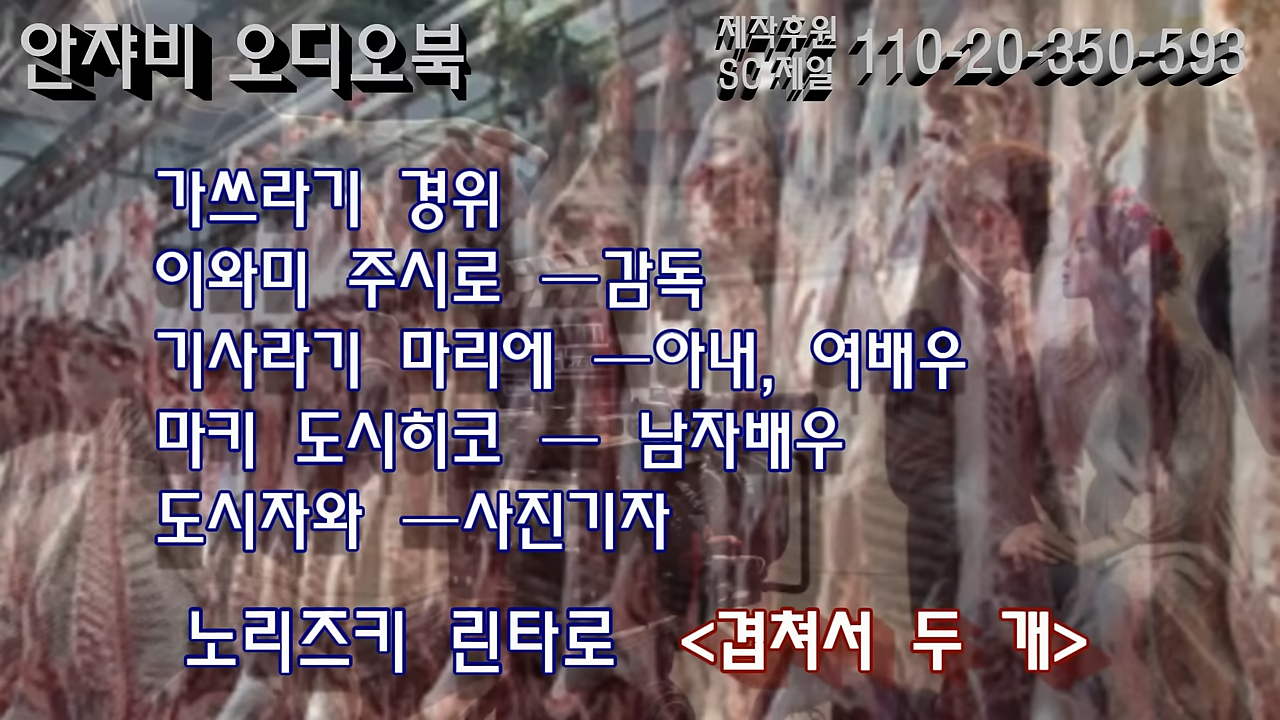 안쟈비 오디오북
제작후원
SC제일 110-20-350-593
가쓰라기 경위
이와미 주시로 —감독
기사라기 마리에 —아내, 여배우
마키 도시히코 — 남자배우
도시자와 —사진기자
노리즈키 린타로 <겹쳐서 두 개>